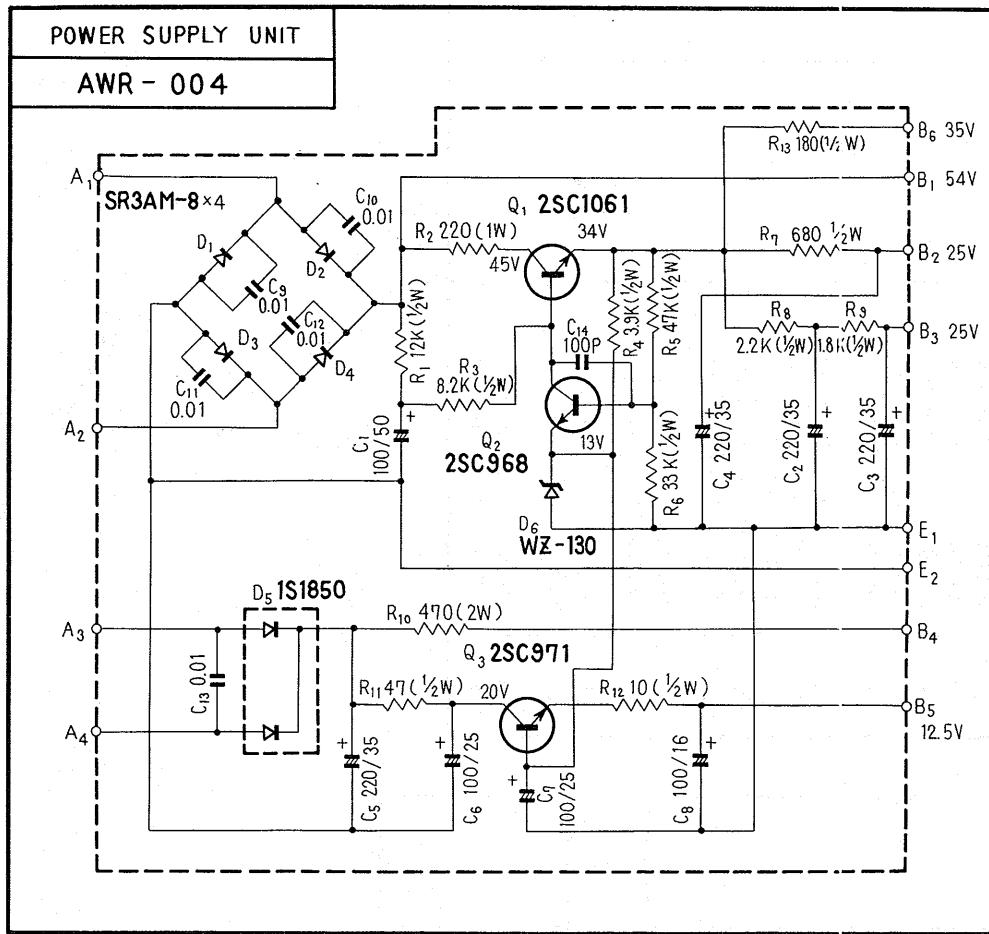 POWER SUPPLY UNIT
AWR - 004
A1
SR3AM-8×4
C10
0.01
D1
D2
C9
0.01
C12
0.01
D3
D4
C11
0.01
A2
R13 180(½ W)
B6 35V
B1 54V
Q1 2SC1061
R2 220 (1W)
45V
34V
R7 680 ½W
B2 25V
R1 12K (½W)
R4 3.9K(½W)
R5 47K(½W)
C14
100P
R8
2.2K (½W)
R9
1.8K(½W)
B3 25V
R3
8.2K (½W)
+
C1
100/50
Q2
2SC968
13V
R6 33K(½W)
+
C4 220/35
+
C2 220/35
+
C3 220/35
D6
WZ-130
E1
E2
D5 1S1850
A3
R10 470 (2W)
B4
C13 0.01
Q3 2SC971
R11 47 (½W)
20V
R12 10 (½W)
B5
12.5V
A4
+
C5 220/35
+
C6 100/25
+
C7
100/25
+
C8 100/16